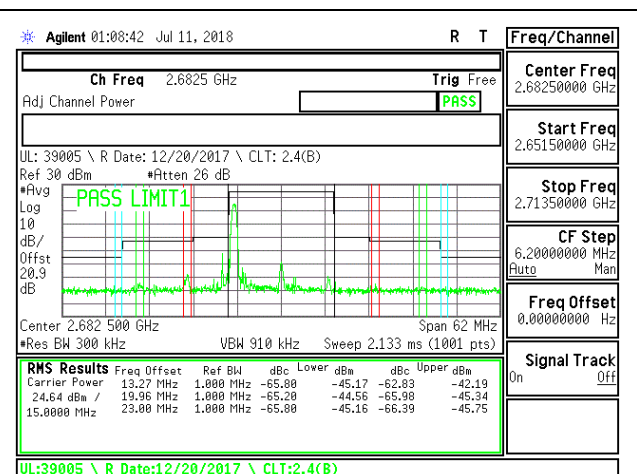 Agilent 01:08:42 Jul 11, 2018 R T
Freq/Channel
Ch Freq 2.6825 GHz Trig Free
Adj Channel Power PASS
UL: 39005 \ R Date: 12/20/2017 \ CLT: 2.4(B)
Ref 30 dBm #Atten 26 dB
#Avg
Log
10
dB/
Offst
20.9
dB
PASS LIMIT1
Center 2.682 500 GHz Span 62 MHz
#Res BW 300 kHz VBW 910 kHz Sweep 2.133 ms (1001 pts)
RMS Results Freq Offset Ref BW dBc Lower dBm dBc Upper dBm
Carrier Power 13.27 MHz 1.000 MHz -65.80 -45.17 -62.83 -42.19
24.64 dBm / 19.96 MHz 1.000 MHz -65.20 -44.56 -65.98 -45.34
15.0000 MHz 23.00 MHz 1.000 MHz -65.80 -45.16 -66.39 -45.75
UL:39005 \ R Date:12/20/2017 \ CLT:2.4(B)
Center Freq
2.68250000 GHz
Start Freq
2.65150000 GHz
Stop Freq
2.71350000 GHz
CF Step
6.20000000 MHz
Auto Man
Freq Offset
0.00000000 Hz
Signal Track
On Off